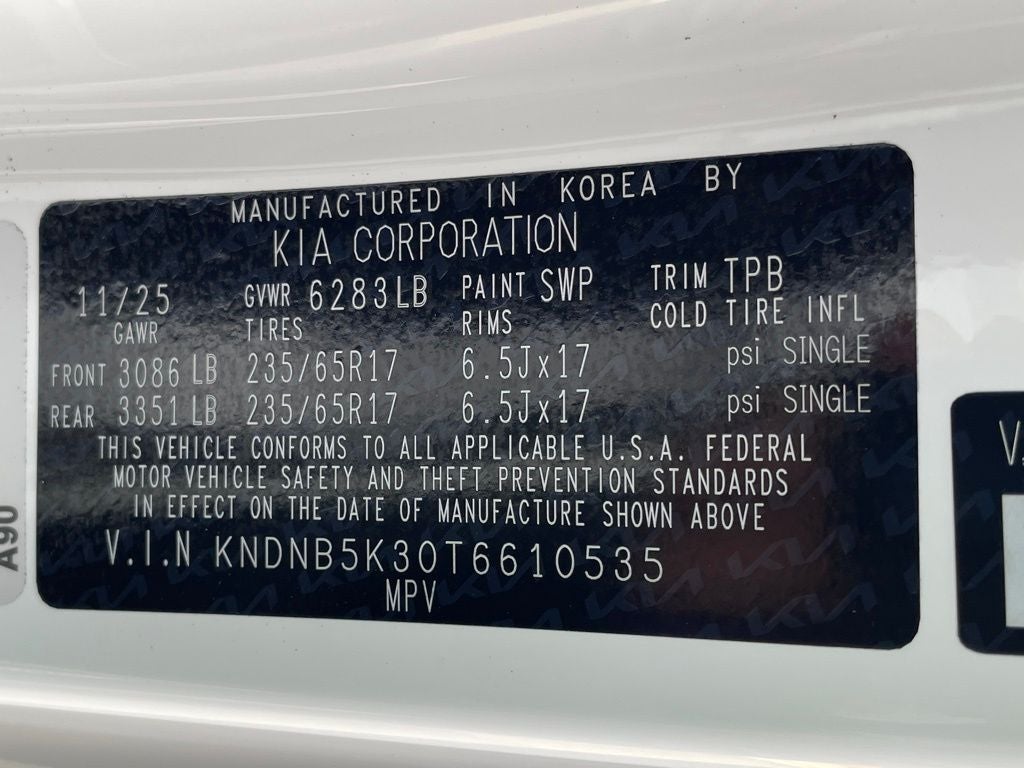 MANUFACTURED IN KOREA BY
KIA CORPORATION
11/25 GVWR 6283LB PAINT SWP TRIM TPB
GAWR TIRES RIMS COLD TIRE INFL
FRONT 3086 LB 235/65R17 6.5Jx17 psi SINGLE
REAR 3351 LB 235/65R17 6.5Jx17 psi SINGLE
THIS VEHICLE CONFORMS TO ALL APPLICABLE U.S.A. FEDERAL
MOTOR VEHICLE SAFETY AND THEFT PREVENTION STANDARDS
IN EFFECT ON THE DATE OF MANUFACTURE SHOWN ABOVE
V.I.N KNDNB5K30T6610535
MPV
A90
V.